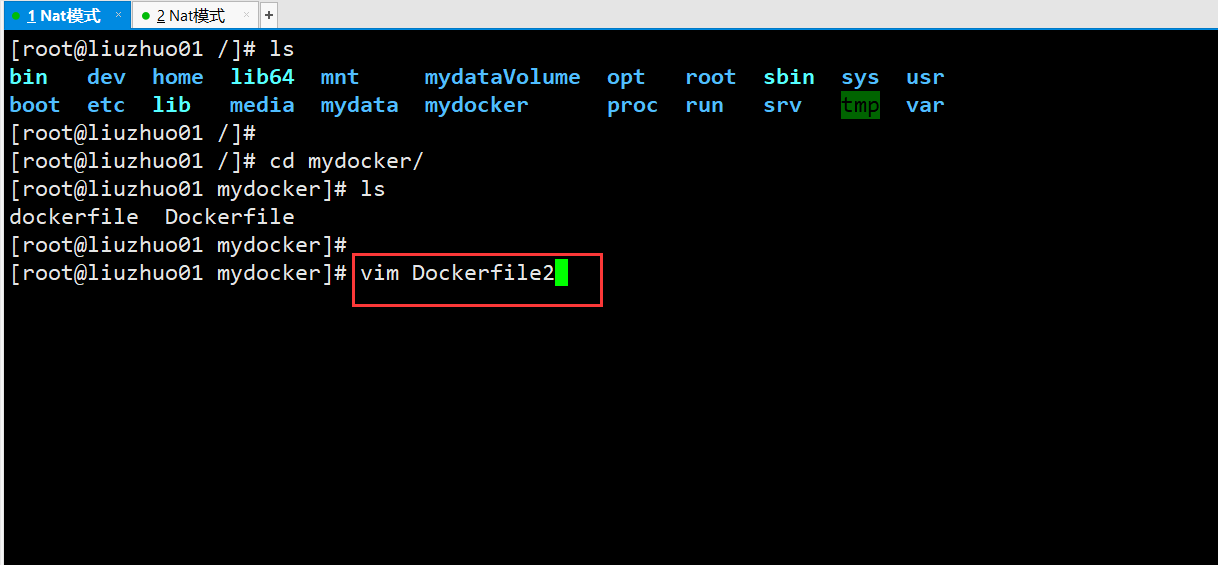 1 Nat模式 × 2 Nat模式 × +
[root@liuzhuo01 /]# ls
bin dev home lib64 mnt mydataVolume opt root sbin sys usr
boot etc lib media mydata mydocker proc run srv tmp var
[root@liuzhuo01 /]#
[root@liuzhuo01 /]# cd mydocker/
[root@liuzhuo01 mydocker]# ls
dockerfile Dockerfile
[root@liuzhuo01 mydocker]#
[root@liuzhuo01 mydocker]# vim Dockerfile2